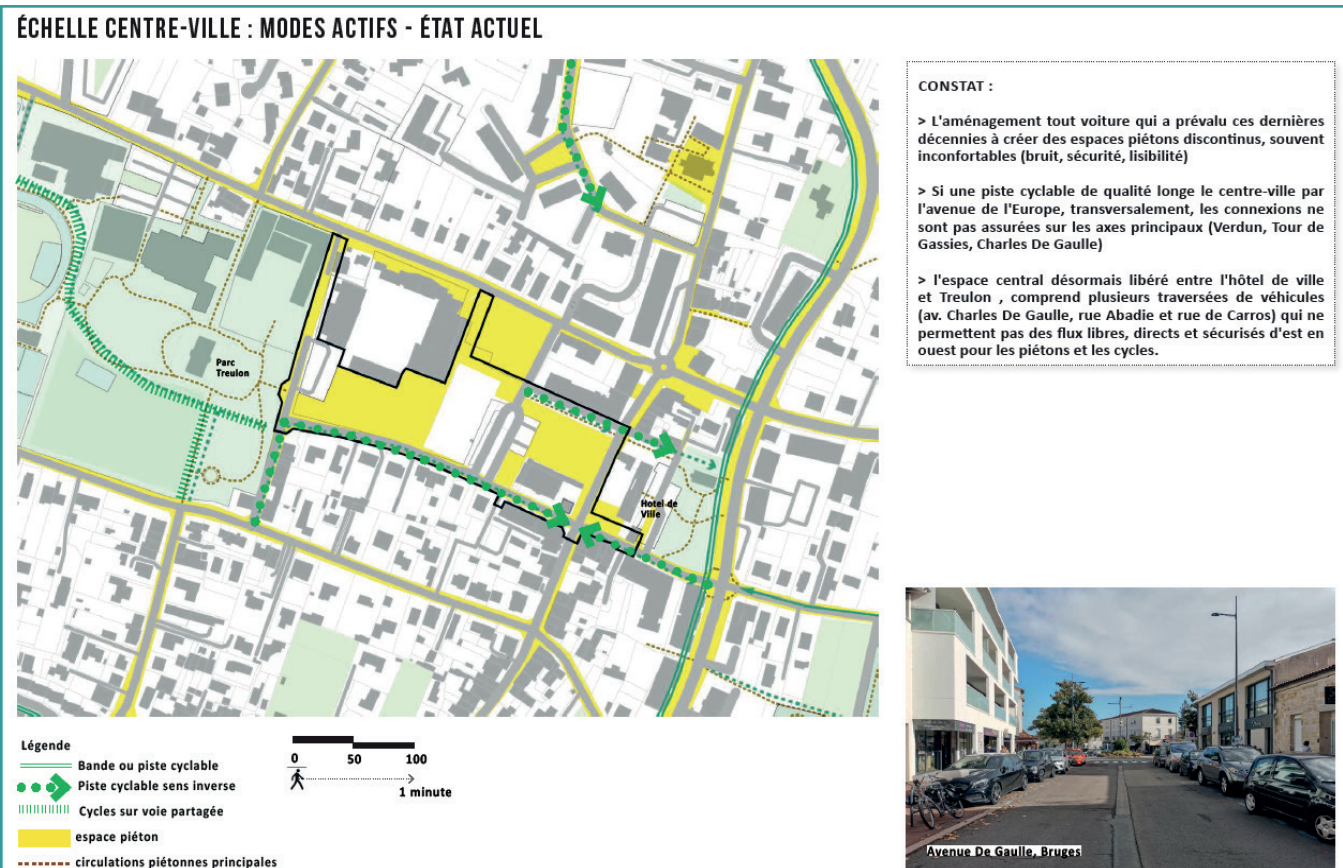 ÉCHELLE CENTRE-VILLE : MODES ACTIFS - ÉTAT ACTUEL
CONSTAT :
> L'aménagement tout voiture qui a prévalu ces dernières
décennies à créer des espaces piétons discontinus, souvent
inconfortables (bruit, sécurité, lisibilité)
> Si une piste cyclable de qualité longe le centre-ville par
l'avenue de l'Europe, transversalement, les connexions ne
sont pas assurées sur les axes principaux (Verdun, Tour de
Gassies, Charles De Gaulle)
> l'espace central désormais libéré entre l'hôtel de ville
et Treulon , comprend plusieurs traversées de véhicules
(av. Charles De Gaulle, rue Abadie et rue de Carros) qui ne
permettent pas des flux libres, directs et sécurisés d'est en
ouest pour les piétons et les cycles.
Parc
Treulon
Hotel de
Ville
Légende
Bande ou piste cyclable
Piste cyclable sens inverse
Cycles sur voie partagée
espace piéton
circulations piétonnes principales
0 50 100
1 minute
Avenue De Gaulle, Bruges